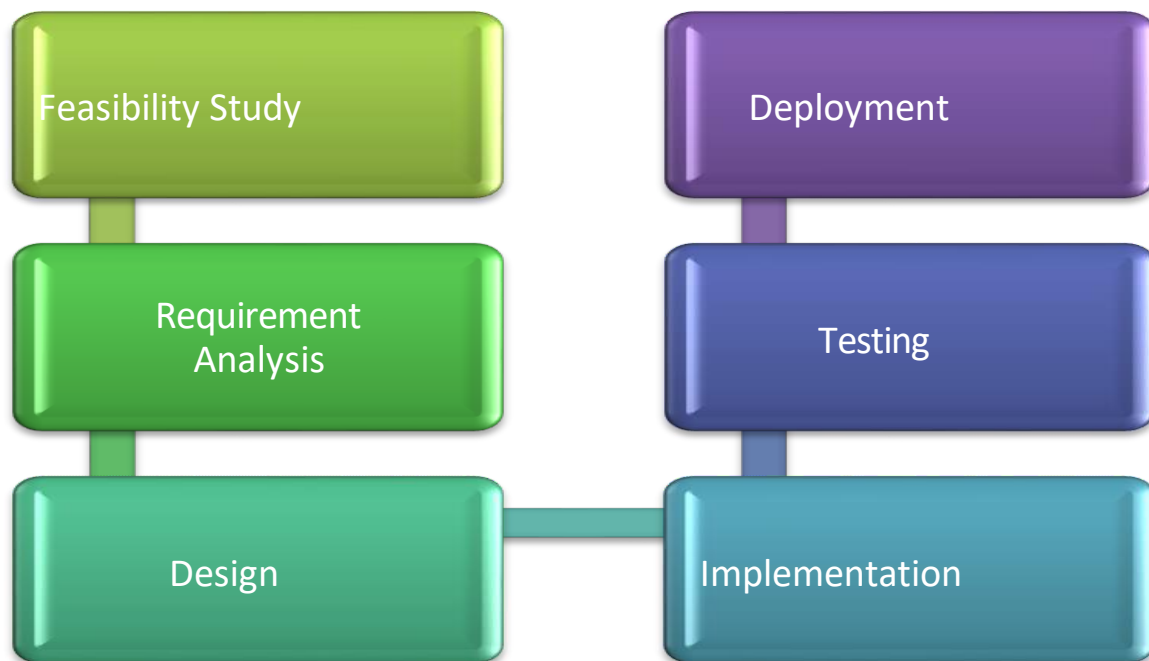 Feasibility Study
Requirement
Analysis
Design
Implementation
Testing
Deployment